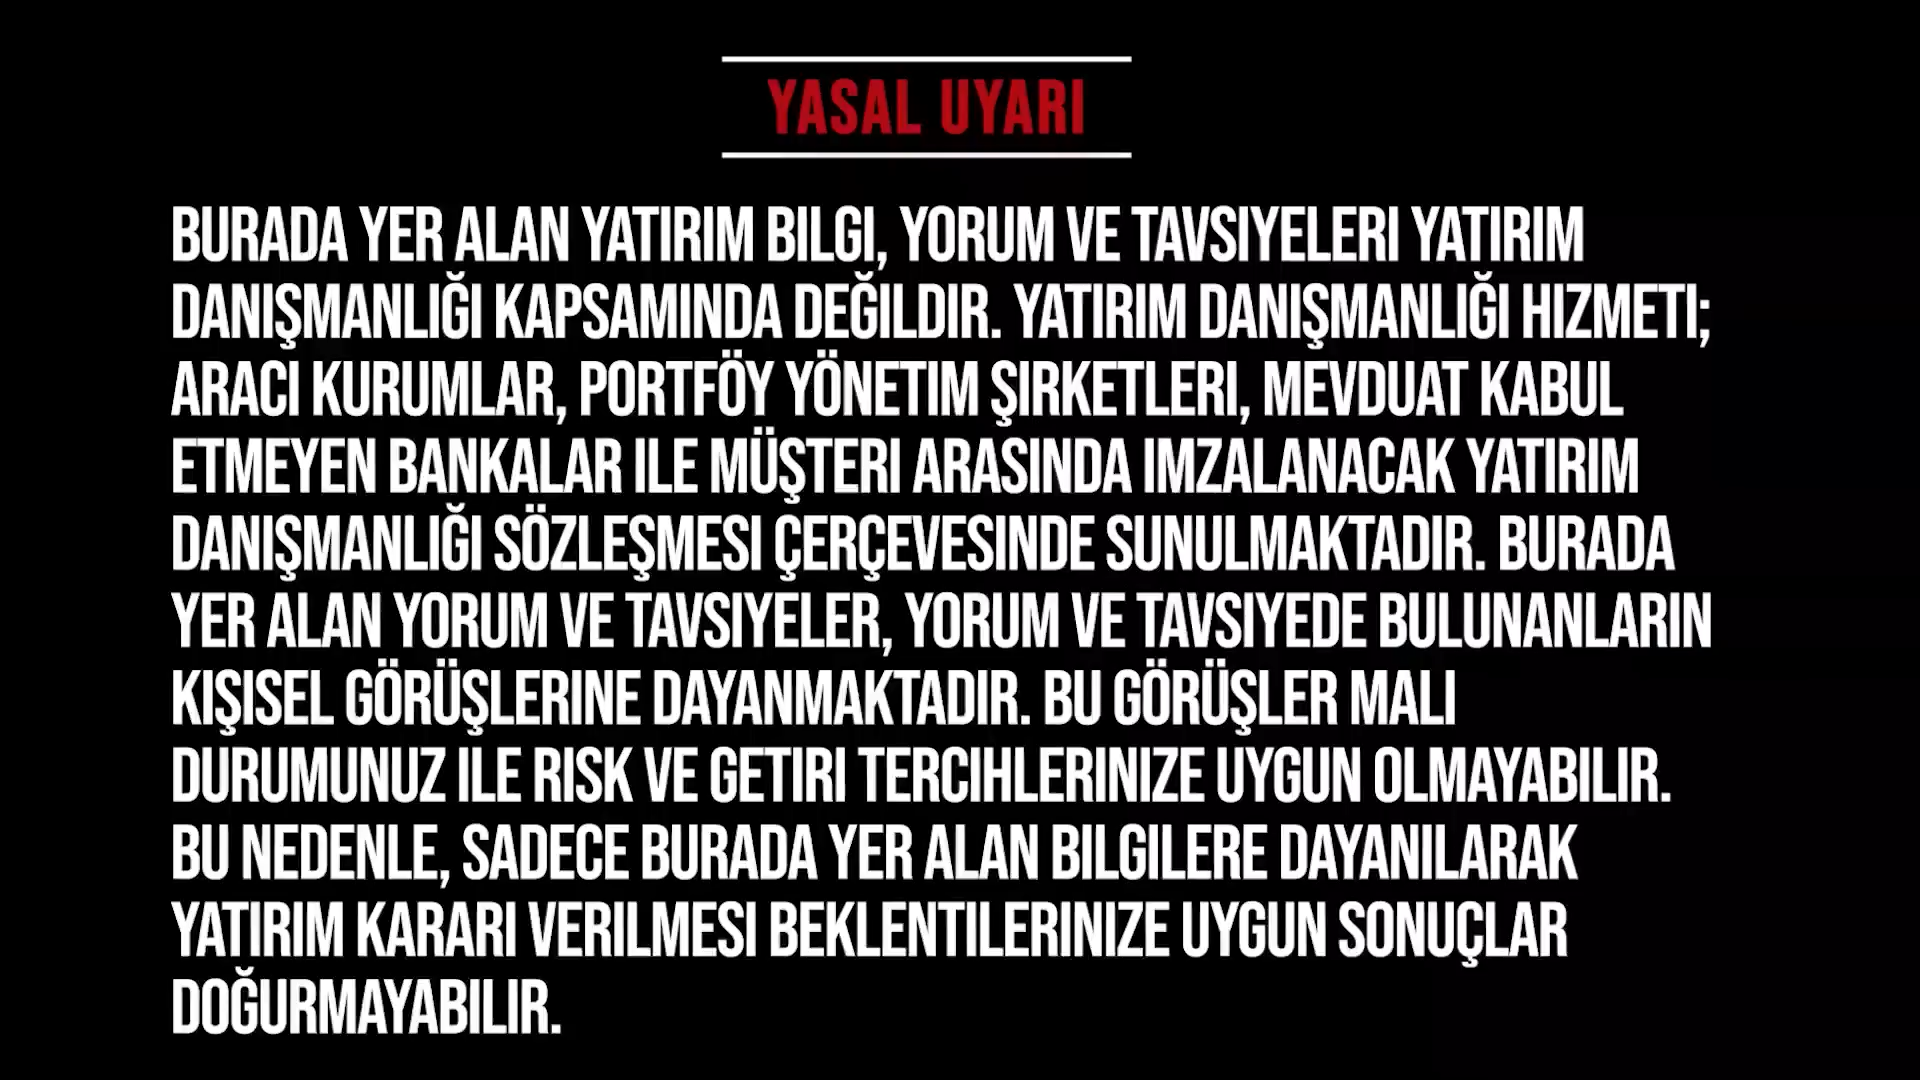 YASAL UYARI
BURADA YER ALAN YATIRIM BILGI, YORUM VE TAVSIYELERI YATIRIM
DANIŞMANLIĞI KAPSAMINDA DEĞILDIR. YATIRIM DANIŞMANLIĞI HIZMETI;
ARACI KURUMLAR, PORTFÖY YÖNETIM ŞIRKETLERI, MEVDUAT KABUL
ETMEYEN BANKALAR ILE MÜŞTERI ARASINDA IMZALANACAK YATIRIM
DANIŞMANLIĞI SÖZLEŞMESI ÇERÇEVESINDE SUNULMAKTADIR. BURADA
YER ALAN YORUM VE TAVSIYELER, YORUM VE TAVSIYEDE BULUNANLARIN
KIŞISEL GÖRÜŞLERINE DAYANMAKTADIR. BU GÖRÜŞLER MALI
DURUMUNUZ ILE RISK VE GETIRI TERCIHLERINIZE UYGUN OLMAYABILIR.
BU NEDENLE, SADECE BURADA YER ALAN BILGILERE DAYANILARAK
YATIRIM KARARI VERILMESI BEKLENTILERINIZE UYGUN SONUÇLAR
DOĞURMAYABILIR.